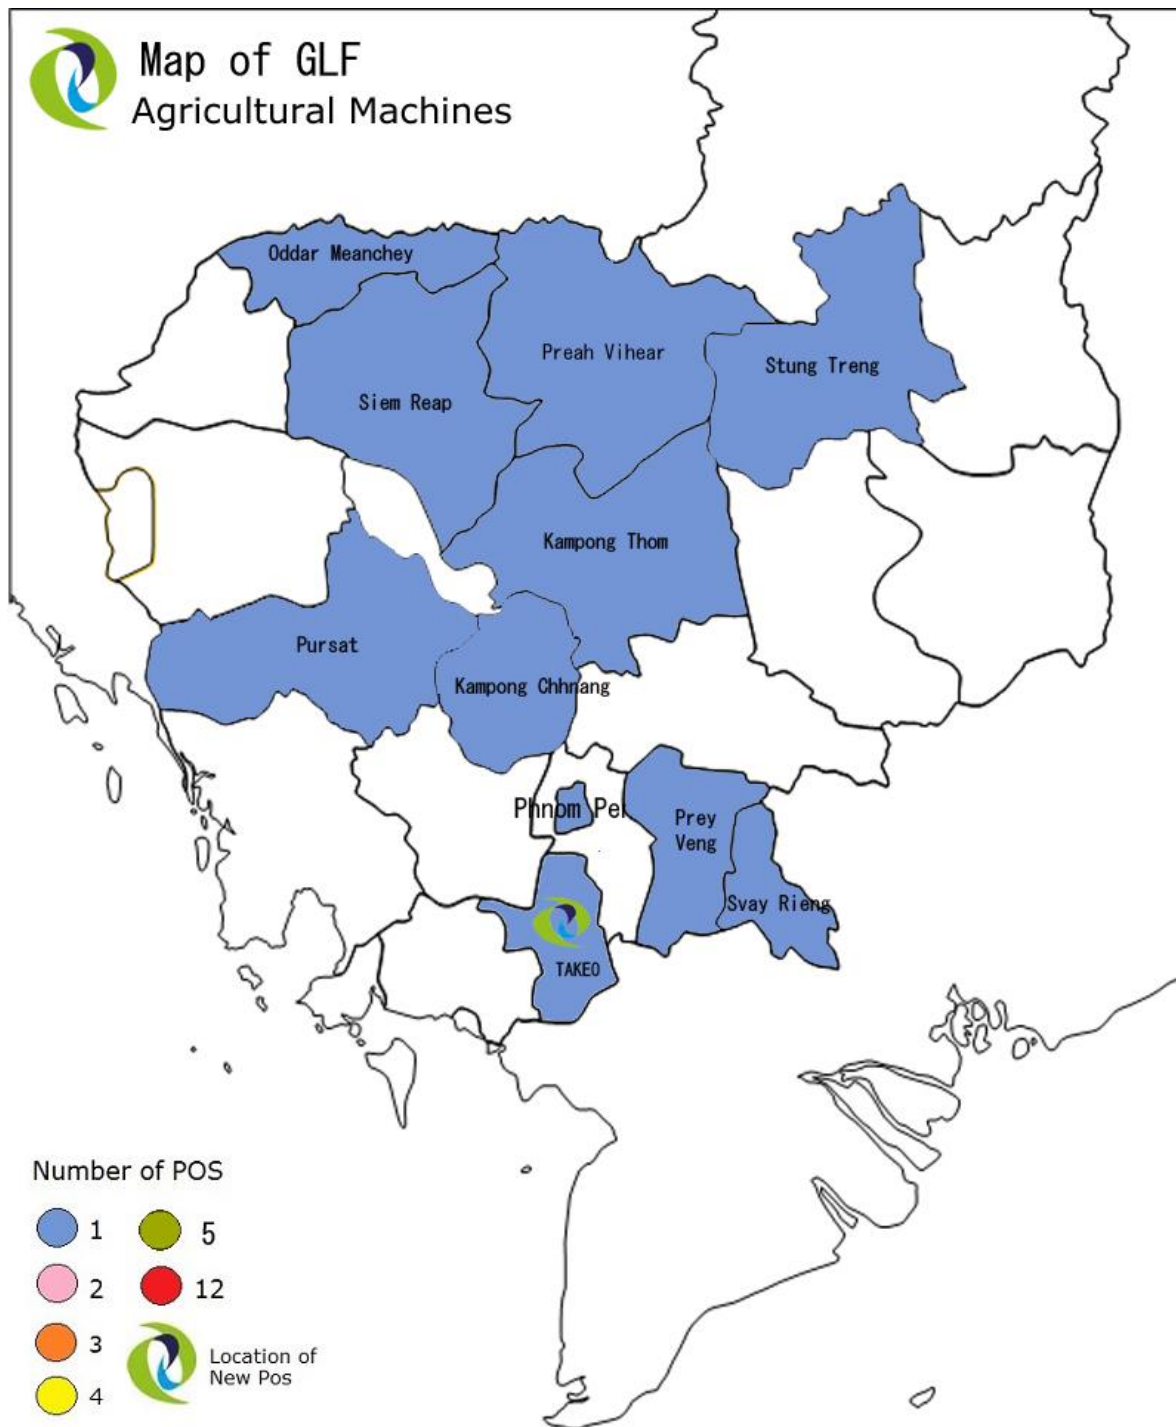 Map of GLF
Agricultural Machines
Oddar Meanchey
Preah Vihear
Stung Treng
Siem Reap
Kampong Thom
Pursat
Kampong Chhnang
Phnom Pe
Prey
Veng
Svay Rieng
TAKEO
Number of POS
1
5
2
12
3
4
Location of
New Pos